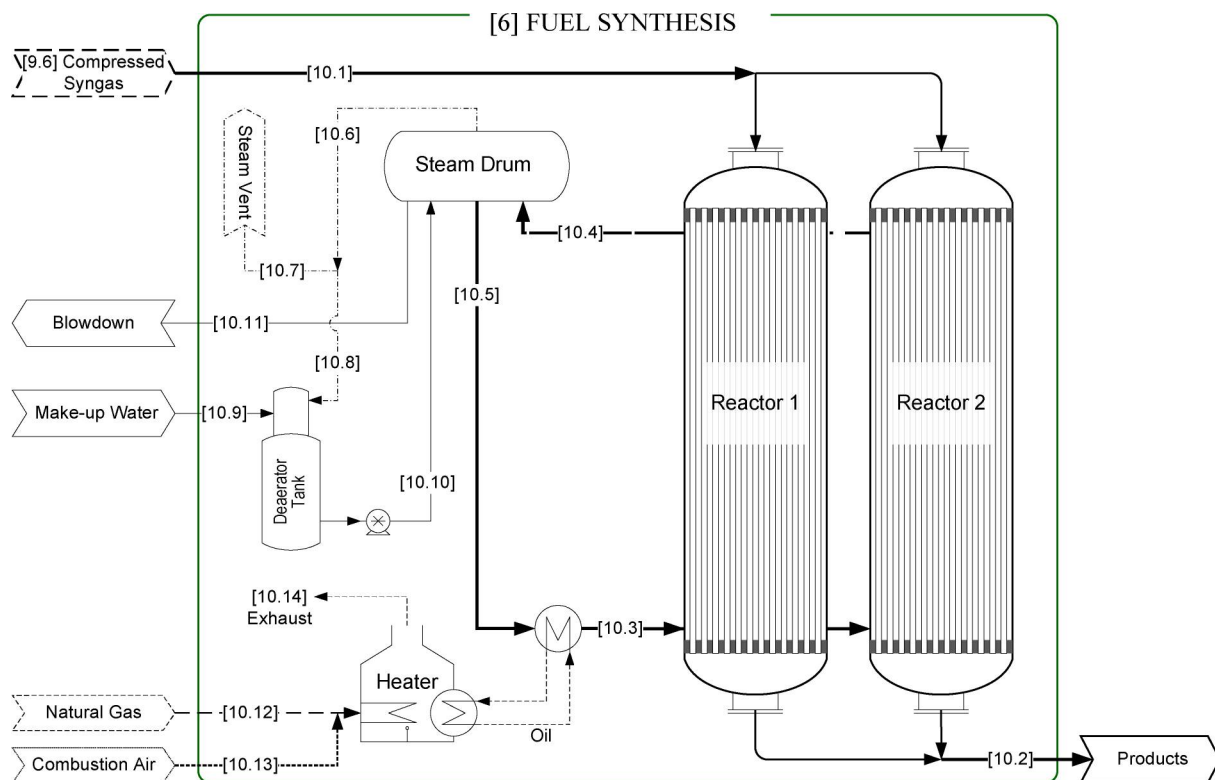 [6] FUEL SYNTHESIS
[9.6] Compressed
Syngas
[10.1]
Steam Vent
[10.6]
Steam Drum
[10.4]
[10.7]
[10.5]
Blowdown
[10.11]
[10.8]
Reactor 1
Reactor 2
Make-up Water
[10.9]
Deaerator
Tank
[10.10]
[10.14]
Exhaust
[10.3]
Heater
Natural Gas
[10.12]
Oil
Combustion Air
[10.13]
[10.2]
Products